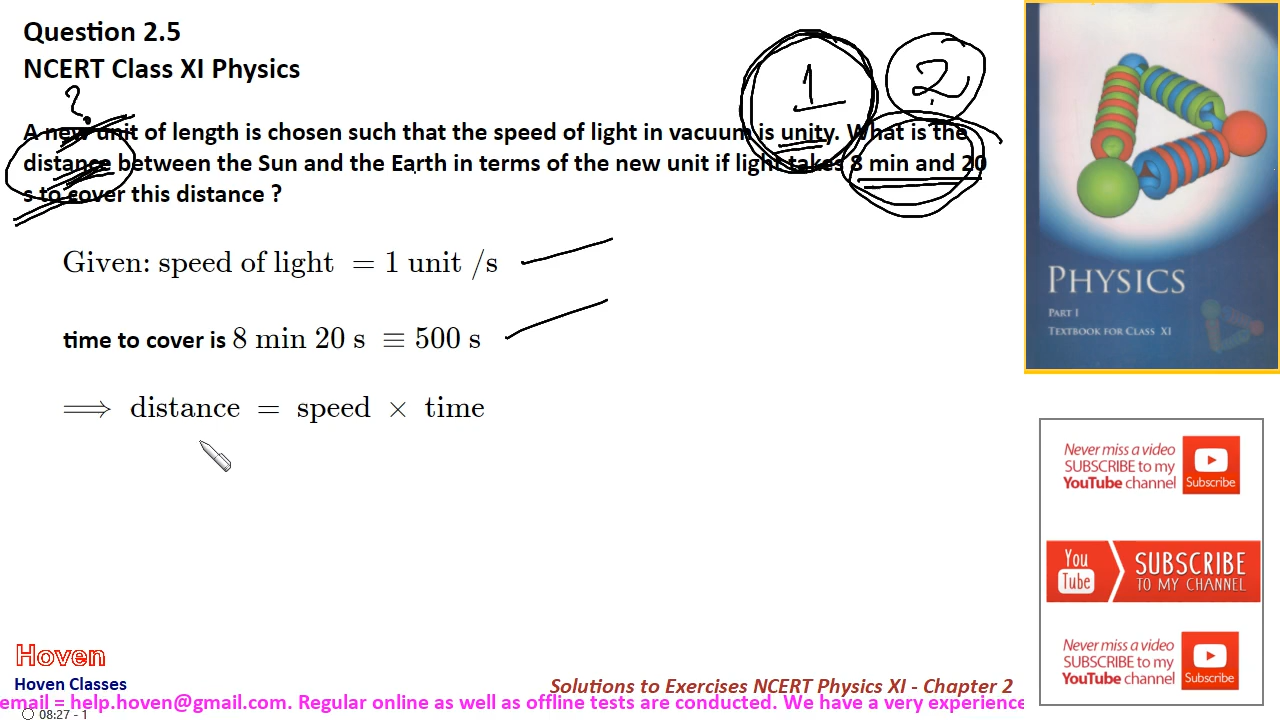 Question 2.5
NCERT Class XI Physics
?
1
2
A new unit of length is chosen such that the speed of light in vacuum is unity. What is the
distance between the Sun and the Earth in terms of the new unit if light takes 8 min and 20
s to cover this distance ?
Given: speed of light = 1 unit /s
time to cover is 8 min 20 s ≡ 500 s
⟹ distance = speed × time
PHYSICS
PART I
TEXTBOOK FOR CLASS XI
Never miss a video
SUBSCRIBE to my
YouTube channel
Subscribe
You
Tube
SUBSCRIBE
TO MY CHANNEL
Never miss a video
SUBSCRIBE to my
YouTube channel
Subscribe
Hoven
Hoven Classes
Solutions to Exercises NCERT Physics XI - Chapter 2
email = help.hoven@gmail.com. Regular online as well as offline tests are conducted. We have a very experience
08:27 - 1